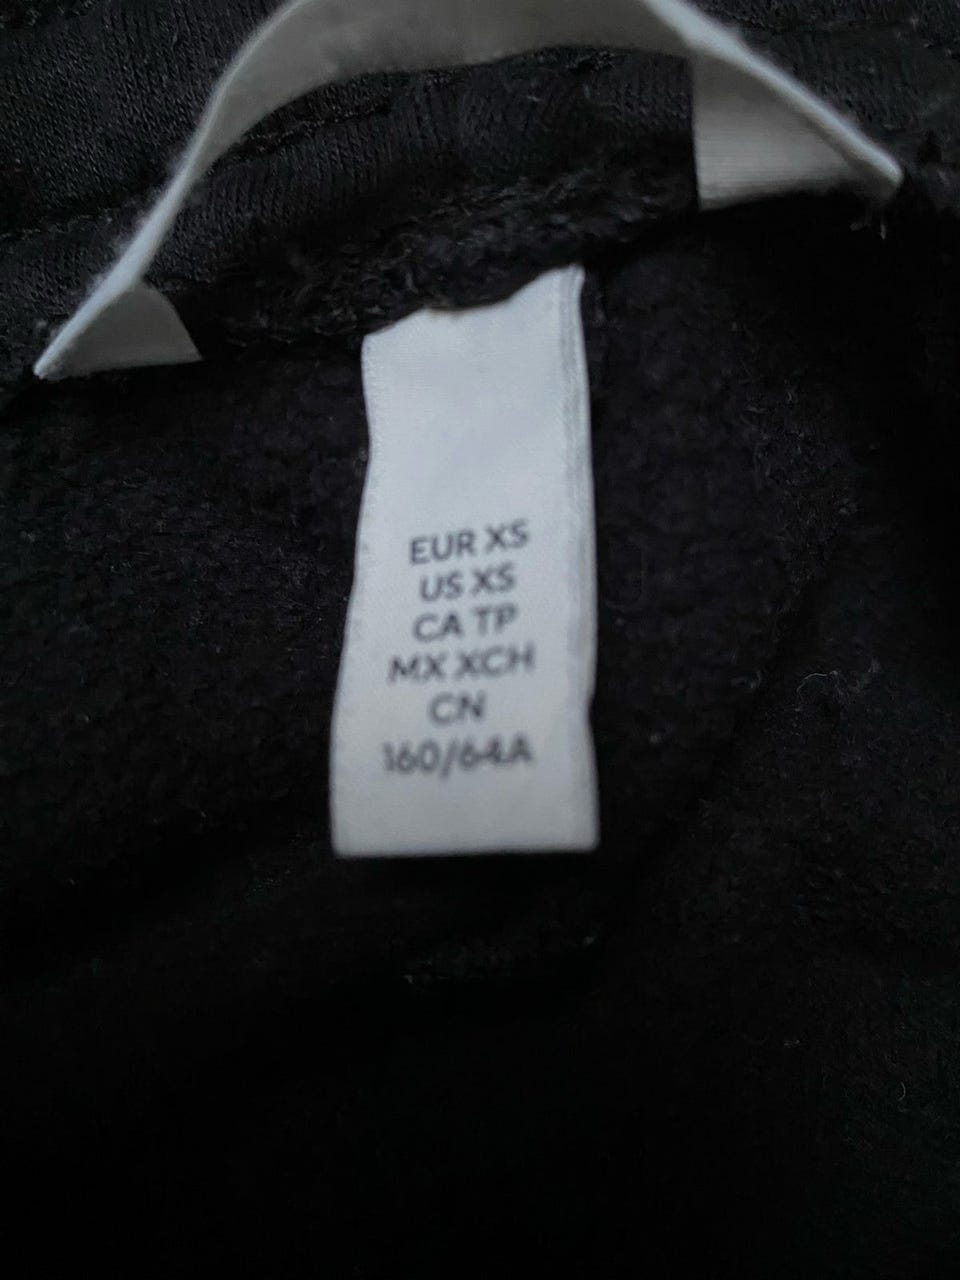 EUR XS
US XS
CA TP
MX XCH
CN
160/64A